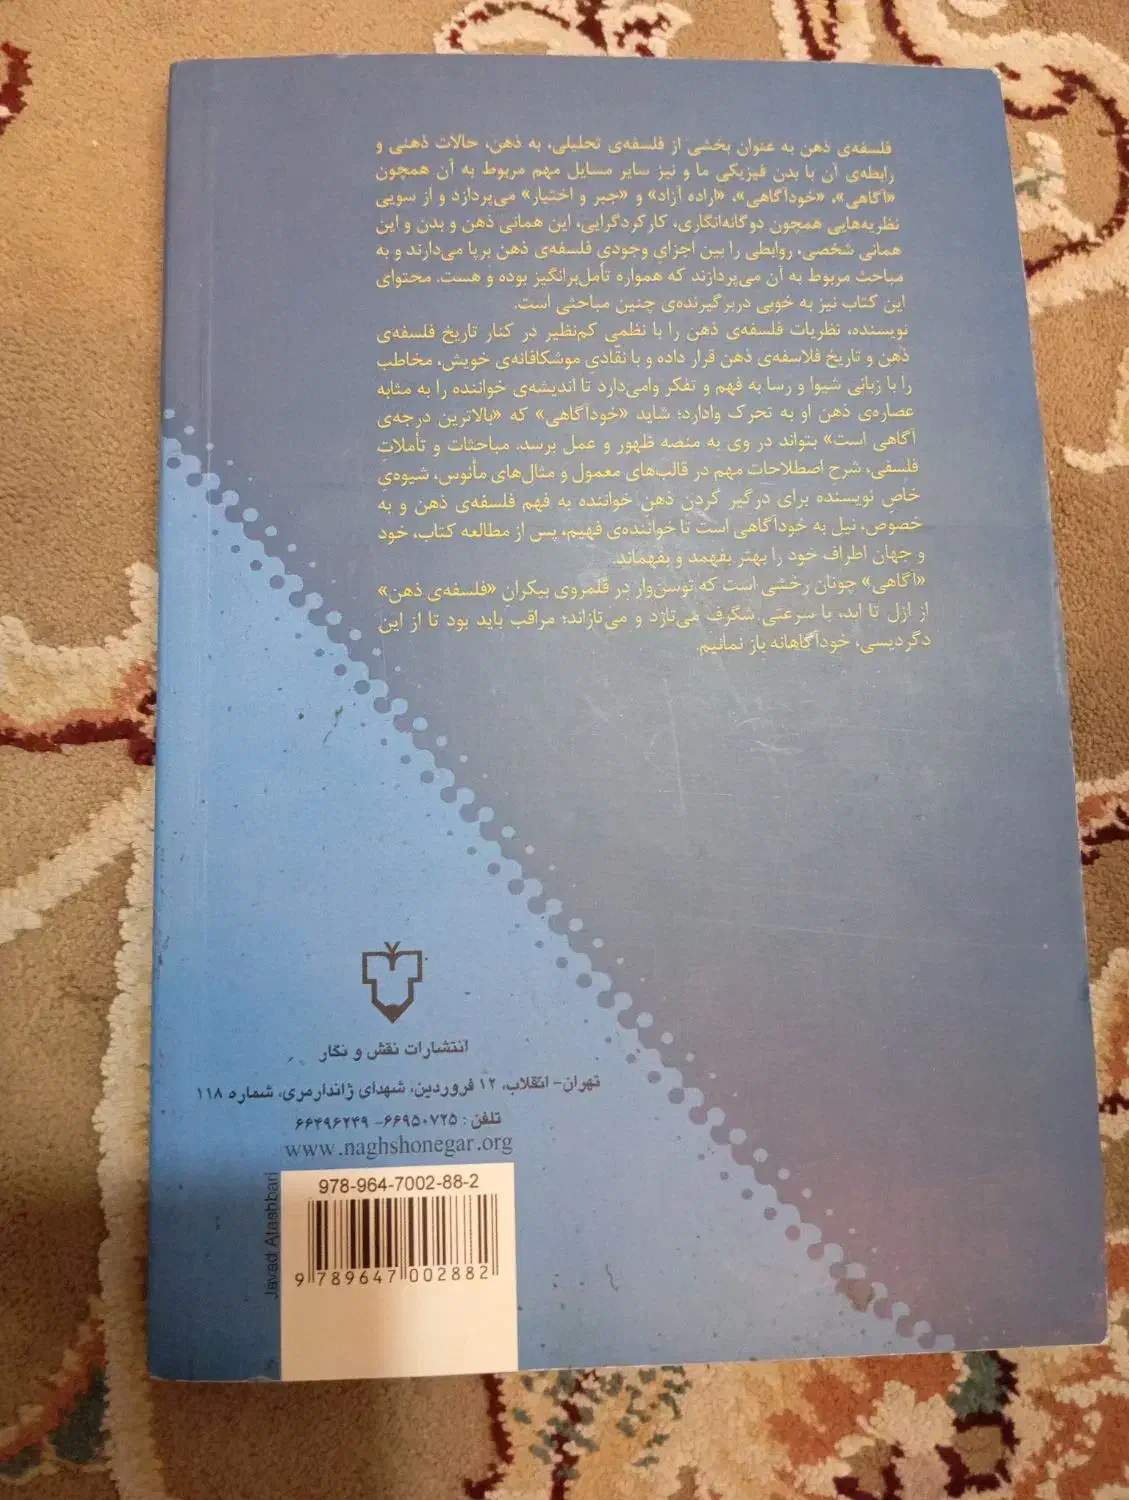 فلسفه‌ی ذهن به عنوان بخشی از فلسفه‌ی تحلیلی، به ذهن، حالات ذهنی و
رابطه‌ی آن با بدن فیزیکی ما و نیز سایر مسایل مهم مربوط به آن همچون
«آگاهی»، «خودآگاهی»، «اراده آزاد» و «جبر و اختیار» می‌پردازد و از سویی
نظریه‌هایی همچون دوگانه‌انگاری، کارکردگرایی، این همانی ذهن و بدن و این
همانی شخصی، روابطی را بین اجزای وجودیِ فلسفه‌ی ذهن برپا می‌دارند و به
مباحث مربوط به آن می‌پردازند که همواره تأمل‌برانگیز بوده و هست. محتوای
این کتاب نیز به خوبی دربرگیرنده‌ی چنین مباحثی است.
نویسنده، نظریات فلسفه‌ی ذهن را با نظمی کم‌نظیر در کنار تاریخ فلسفه‌ی
ذهن و تاریخ فلاسفه‌ی ذهن قرار داده و با نقادیِ موشکافانه‌ی خویش، مخاطب
را با زبانی شیوا و رسا به فهم و تفکر وامی‌دارد تا اندیشه‌ی خواننده را به مثابه
عصاره‌ی ذهن او به تحرک وادارد؛ شاید «خودآگاهی» که «بالاترین درجه‌ی
آگاهی است» بتواند در وی به منصه ظهور و عمل برسد. مباحثات و تأملاتِ
فلسفی، شرحِ اصطلاحات مهم در قالب‌های معمول و مثال‌های مأنوس، شیوه‌یِ
خاصِ نویسنده برای درگیر کردن ذهن خواننده به فهم فلسفه‌ی ذهن و به
خصوص، نیل به خودآگاهی است تا خواننده‌ی فهیم، پس از مطالعه کتاب، خود
و جهان اطراف خود را بهتر بفهمد و بفهماند.
«آگاهی» چونان رخشی است که توسن‌وار در قلمروی بیکرانِ «فلسفه‌ی ذهن»
از ازل تا ابد، با سرعتی شگرف می‌تازد و می‌تازاند؛ مراقب باید بود تا از این
دگردیسی، خودآگاهانه باز نمانیم.
انتشارات نقش و نگار
تهران- انقلاب، ۱۲ فروردین، شهدای ژاندارمری، شماره ۱۱۸
تلفن: ۶۶۹۵۰۷۲۵- ۶۶۴۹۶۲۴۹
www.naghshonegar.org
Javad Atashbari
978-964-7002-88-2
9 789647 002882